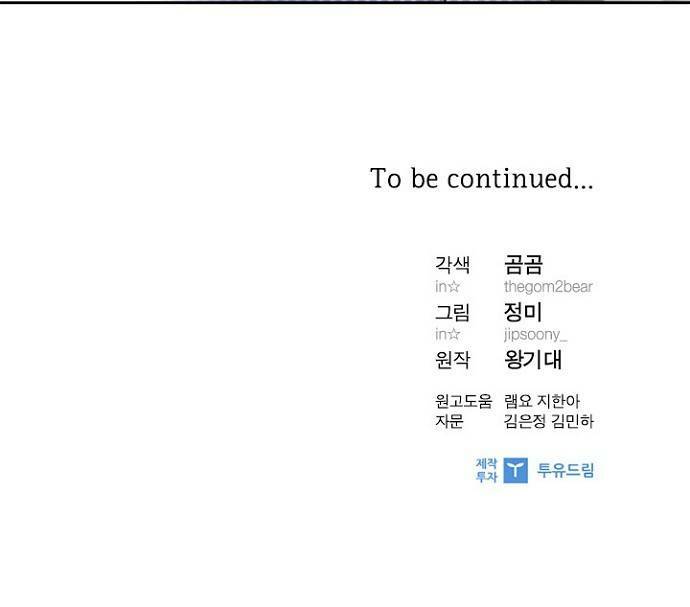 To be continued...
각색 곰곰
in☆ thegom2bear
그림 정미
in☆ jipsoony_
원작 왕기대
원고도움 램요 지한아
자문 김은정 김민하
제작
투자 투유드림